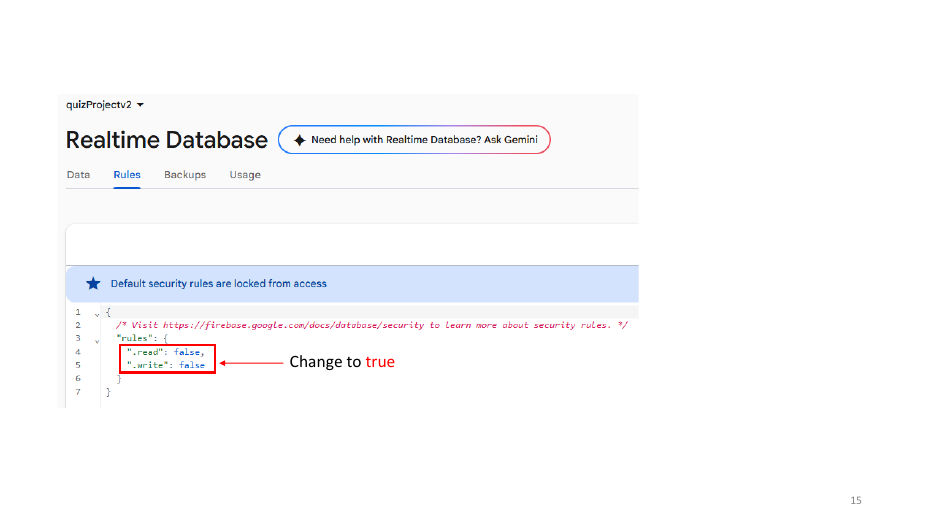 quizProjectv2
Realtime Database
Need help with Realtime Database? Ask Gemini
Data Rules Backups Usage
Default security rules are locked from access
1 {
2 /* Visit https://firebase.google.com/docs/database/security to learn more about security rules. */
3 "rules": {
4 ".read": false,
5 ".write": false
Change to true
6 }
7 }
15